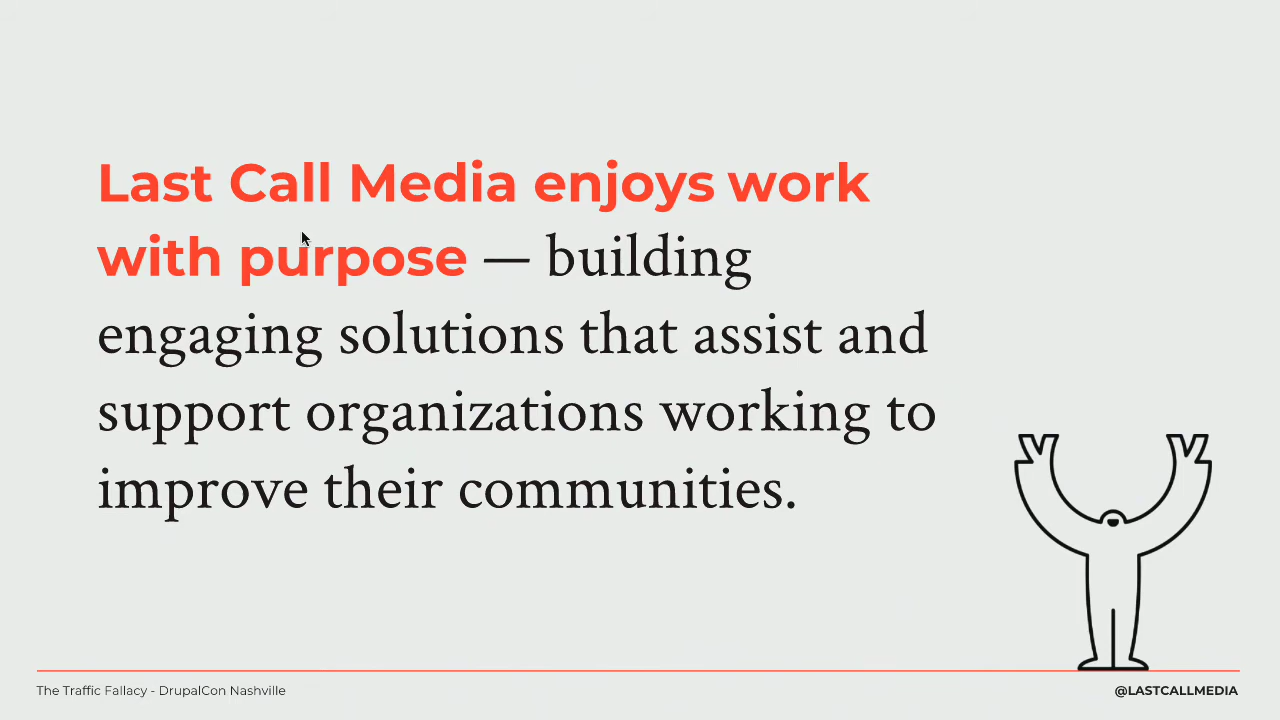 Last Call Media enjoys work
with purpose — building
engaging solutions that assist and
support organizations working to
improve their communities.
The Traffic Fallacy - DrupalCon Nashville
@LASTCALLMEDIA